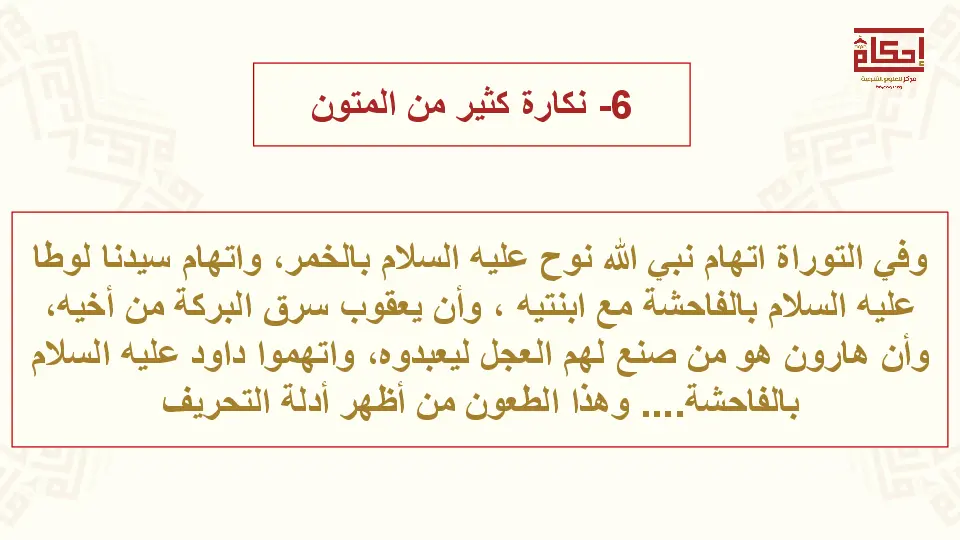 إحكام
مركز للعلوم الشرعية
6- نكارة كثير من المتون
وفي التوراة اتهام نبي الله نوح عليه السلام بالخمر، واتهام سيدنا لوطا
عليه السلام بالفاحشة مع ابنتيه ، وأن يعقوب سرق البركة من أخيه،
وأن هارون هو من صنع لهم العجل ليعبدوه، واتهموا داود عليه السلام
بالفاحشة.... وهذا الطعون من أظهر أدلة التحريف